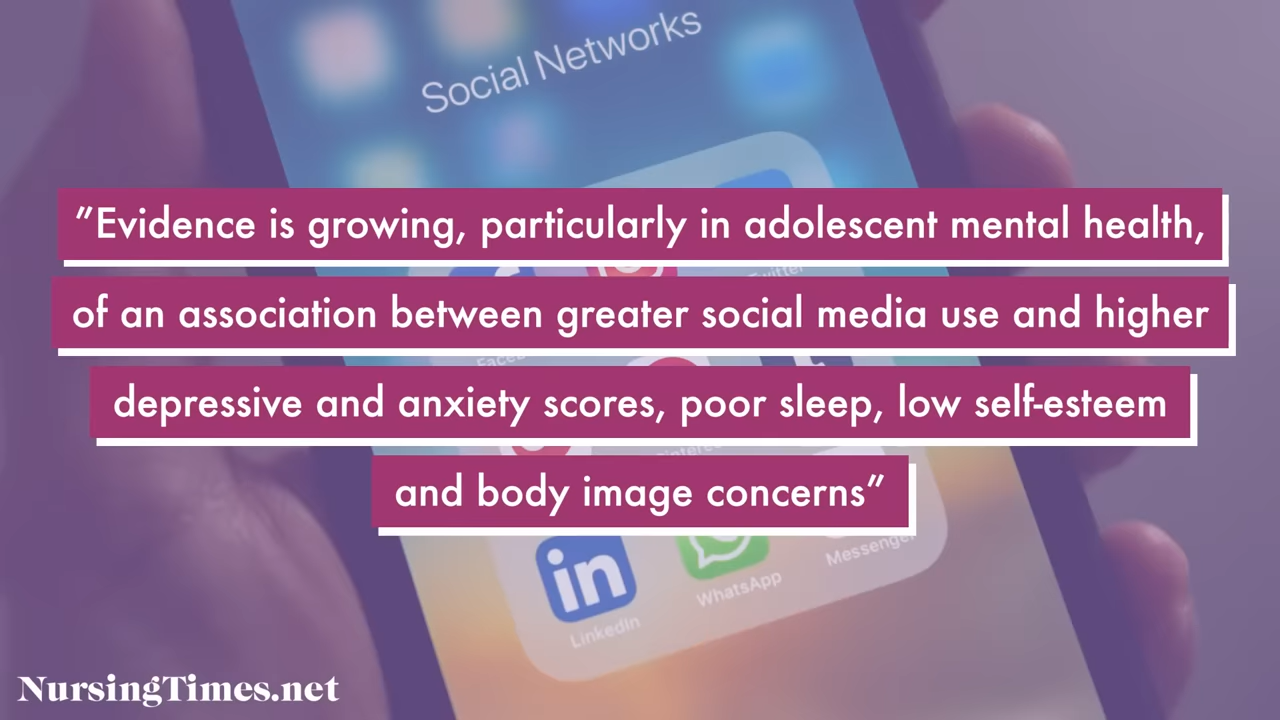 Social Networks
”Evidence is growing, particularly in adolescent mental health,
of an association between greater social media use and higher
depressive and anxiety scores, poor sleep, low self-esteem
and body image concerns”
LinkedIn
WhatsApp
Messenger
NursingTimes.net